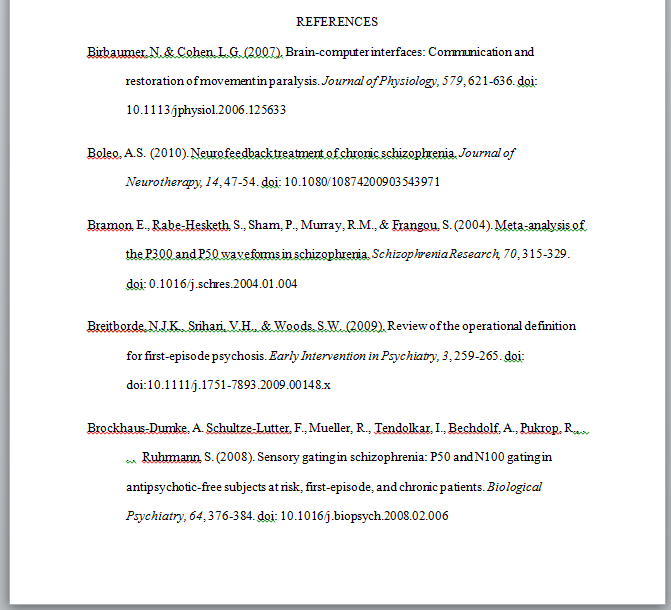 REFERENCES
Birbaumer, N. & Cohen, L.G. (2007). Brain-computer interfaces: Communication and
restoration of movement in paralysis. Journal of Physiology, 579, 621-636. doi:
10.1113/jphysiol.2006.125633
Boleo, A.S. (2010). Neurofeedback treatment of chronic schizophrenia. Journal of
Neurotherapy, 14, 47-54. doi: 10.1080/10874200903543971
Bramon, E., Rabe-Hesketh, S., Sham, P., Murray, R.M., & Frangou, S. (2004). Meta-analysis of
the P300 and P50 waveforms in schizophrenia. Schizophrenia Research, 70, 315-329.
doi: 0.1016/j.schres.2004.01.004
Breitborde, N.J.K., Srihari, V.H., & Woods, S.W. (2009). Review of the operational definition
for first-episode psychosis. Early Intervention in Psychiatry, 3, 259-265. doi:
doi:10.1111/j.1751-7893.2009.00148.x
Brockhaus-Dumke, A. Schultze-Lutter, F., Mueller, R., Tendolkar, I., Bechdolf, A., Pukrop, R., . .
. . Ruhrmann, S. (2008). Sensory gating in schizophrenia: P50 and N100 gating in
antipsychotic-free subjects at risk, first-episode, and chronic patients. Biological
Psychiatry, 64, 376-384. doi: 10.1016/j.biopsych.2008.02.006